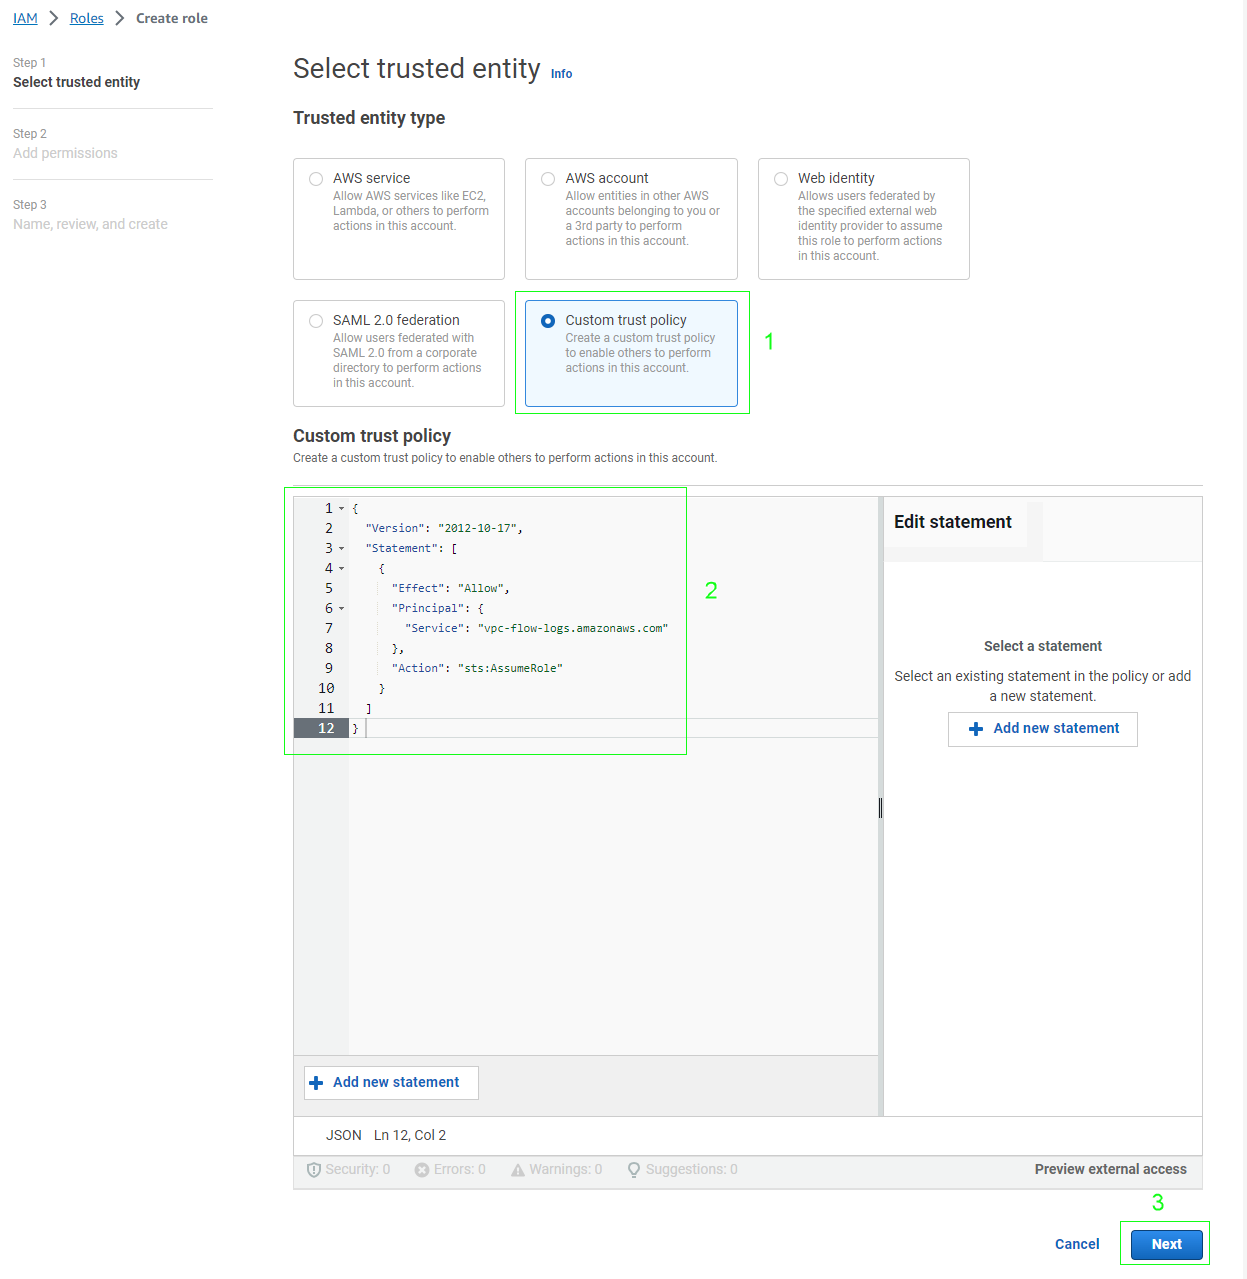 IAM > Roles > Create role
Step 1
Select trusted entity
Step 2
Add permissions
Step 3
Name, review, and create
Select trusted entity Info
Trusted entity type
AWS service
Allow AWS services like EC2,
Lambda, or others to perform
actions in this account.
AWS account
Allow entities in other AWS
accounts belonging to you or
a 3rd party to perform
actions in this account.
Web identity
Allows users federated by
the specified external web
identity provider to assume
this role to perform actions
in this account.
SAML 2.0 federation
Allow users federated with
SAML 2.0 from a corporate
directory to perform actions
in this account.
Custom trust policy
Create a custom trust policy
to enable others to perform
actions in this account.
1
Custom trust policy
Create a custom trust policy to enable others to perform actions in this account.
1 {
2 "Version": "2012-10-17",
3 "Statement": [
4 {
5 "Effect": "Allow",
6 "Principal": {
7 "Service": "vpc-flow-logs.amazonaws.com"
8 },
9 "Action": "sts:AssumeRole"
10 }
11 ]
12 }
2
Edit statement
Select a statement
Select an existing statement in the policy or add
a new statement.
+ Add new statement
+ Add new statement
JSON Ln 12, Col 2
Security: 0 Errors: 0 Warnings: 0 Suggestions: 0
Preview external access
3
Cancel Next